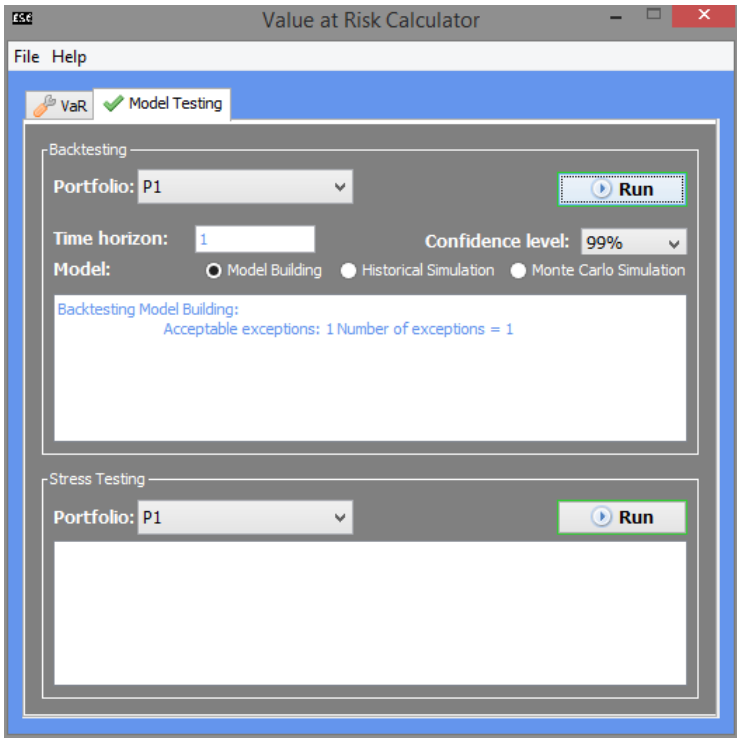 ESG Value at Risk Calculator
File Help
VaR Model Testing
Backtesting
Portfolio: P1 Run
Time horizon: 1 Confidence level: 99%
Model: Model Building Historical Simulation Monte Carlo Simulation
Backtesting Model Building:
Acceptable exceptions: 1 Number of exceptions = 1
Stress Testing
Portfolio: P1 Run